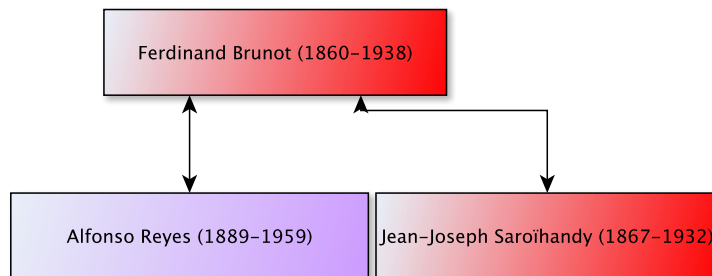 Ferdinand Brunot (1860–1938)
Alfonso Reyes (1889–1959)
Jean–Joseph Saroïhandy (1867–1932)